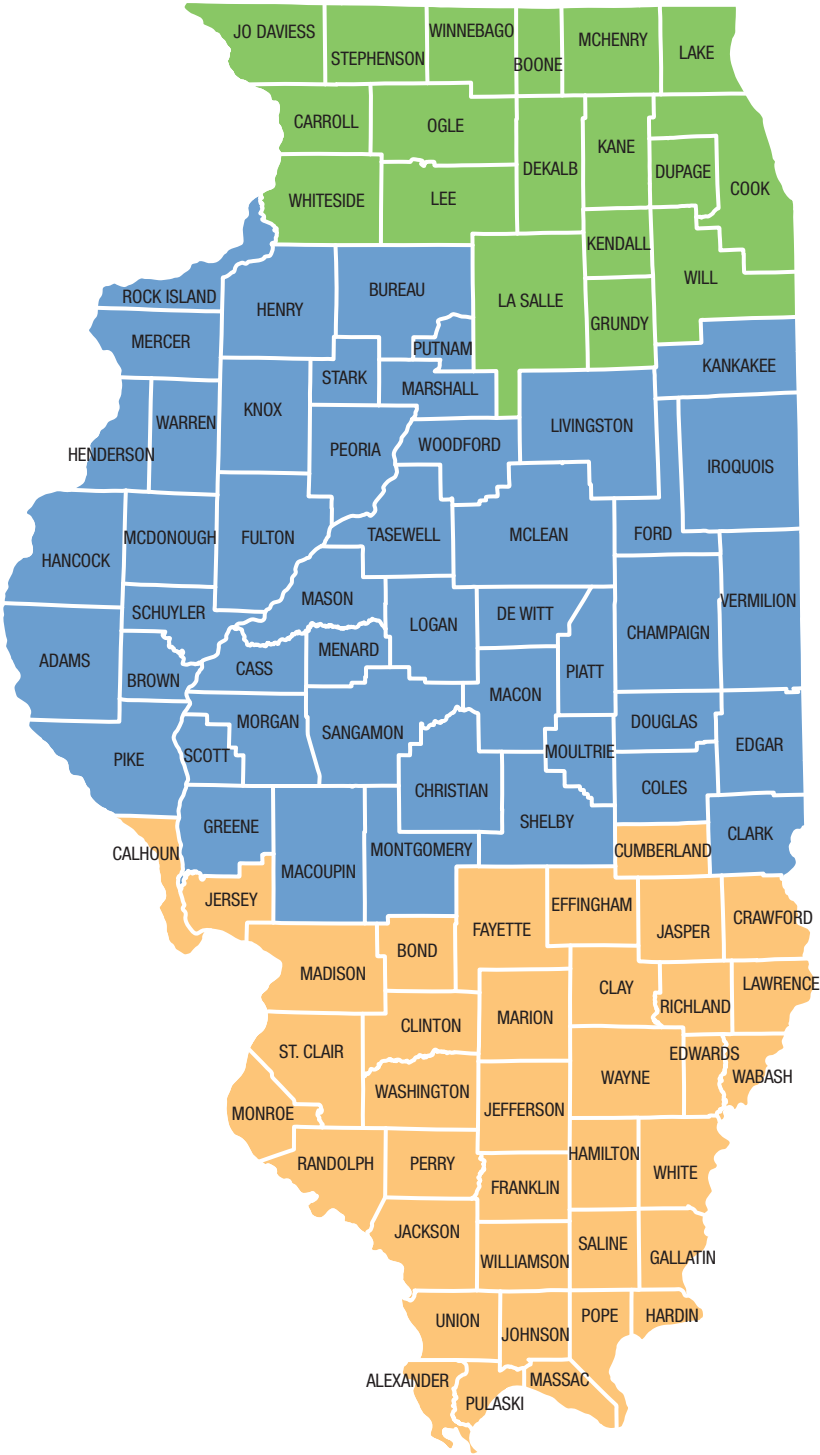 JO DAVIESS
STEPHENSON
WINNEBAGO
BOONE
MCHENRY
LAKE
CARROLL
OGLE
DEKALB
KANE
DUPAGE
COOK
WHITESIDE
LEE
KENDALL
WILL
LA SALLE
GRUNDY
ROCK ISLAND
HENRY
BUREAU
PUTNAM
MERCER
STARK
MARSHALL
KANKAKEE
HENDERSON
WARREN
KNOX
PEORIA
WOODFORD
LIVINGSTON
IROQUOIS
HANCOCK
MCDONOUGH
FULTON
TASEWELL
MCLEAN
FORD
SCHUYLER
MASON
LOGAN
DE WITT
CHAMPAIGN
VERMILION
ADAMS
BROWN
CASS
MENARD
MACON
PIATT
PIKE
SCOTT
MORGAN
SANGAMON
CHRISTIAN
MOULTRIE
DOUGLAS
EDGAR
COLES
GREENE
MACOUPIN
MONTGOMERY
SHELBY
CUMBERLAND
CLARK
CALHOUN
JERSEY
FAYETTE
EFFINGHAM
JASPER
CRAWFORD
MADISON
BOND
CLAY
RICHLAND
LAWRENCE
CLINTON
MARION
ST. CLAIR
WASHINGTON
JEFFERSON
WAYNE
EDWARDS
WABASH
MONROE
RANDOLPH
PERRY
FRANKLIN
HAMILTON
WHITE
JACKSON
WILLIAMSON
SALINE
GALLATIN
UNION
JOHNSON
POPE
HARDIN
ALEXANDER
PULASKI
MASSAC